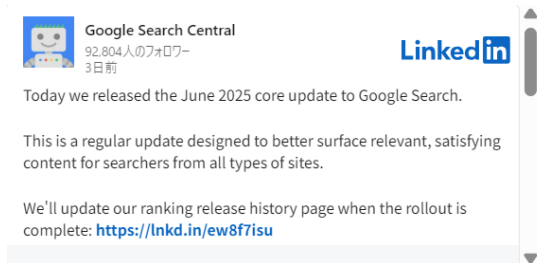 Google Search Central
92,804人のフォロワー
3日前
LinkedIn
Today we released the June 2025 core update to Google Search.
This is a regular update designed to better surface relevant, satisfying
content for searchers from all types of sites.
We'll update our ranking release history page when the rollout is
complete: https://lnkd.in/ew8f7isu